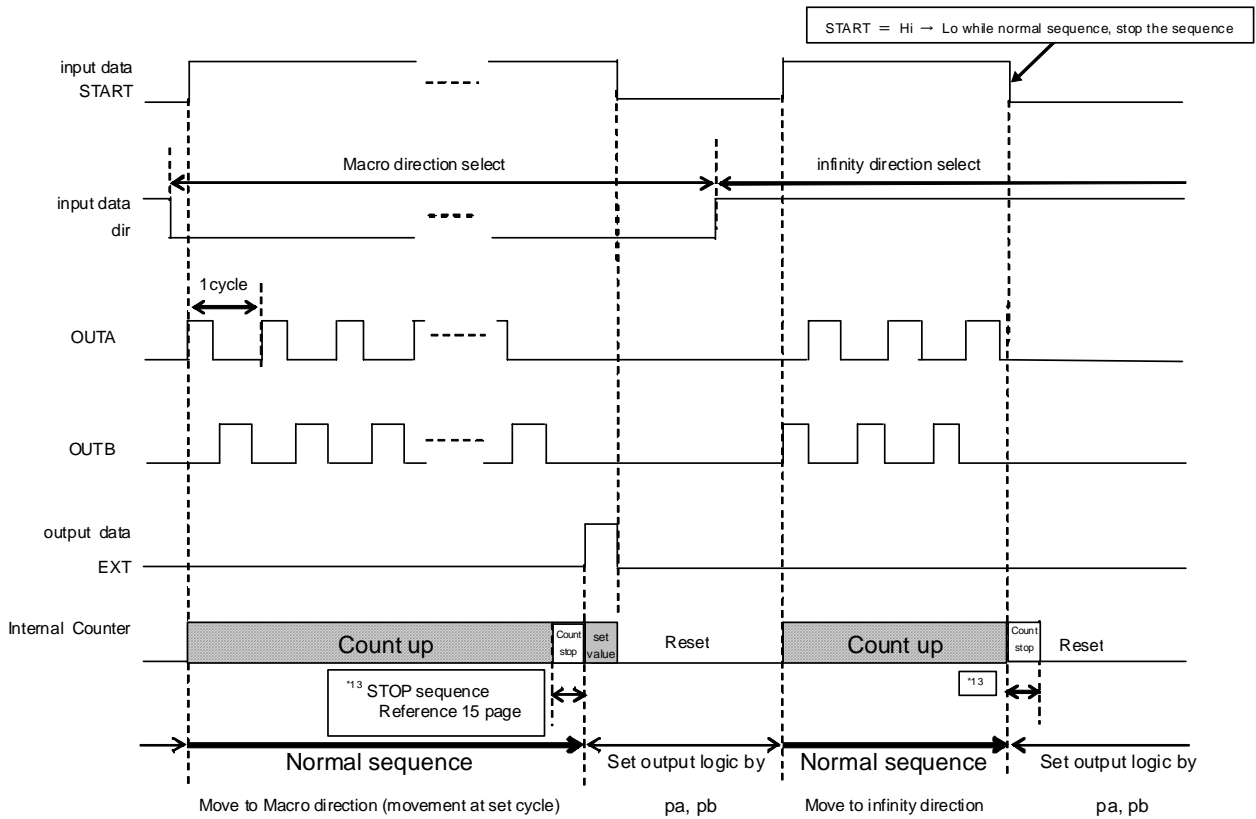 START = Hi → Lo while normal sequence, stop the sequence
input data
START
Macro direction select
infinity direction select
input data
dir
1cycle
OUTA
OUTB
output data
EXT
Internal Counter
Count up
Count
stop
set
value
Reset
Count up
Count
stop
Reset
*13 STOP sequence
Reference 15 page
*13
Normal sequence
Set output logic by
Normal sequence
Set output logic by
Move to Macro direction (movement at set cycle)
pa, pb
Move to infinity direction
pa, pb